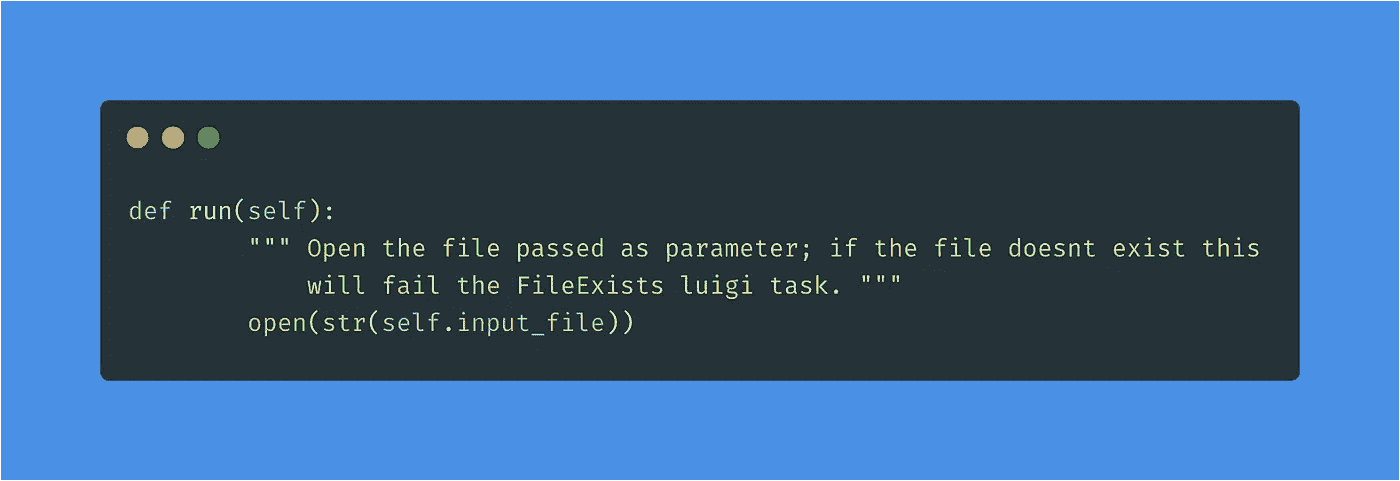 def run(self):
        """ Open the file passed as parameter; if the file doesnt exist this
            will fail the FileExists luigi task. """
        open(str(self.input_file))